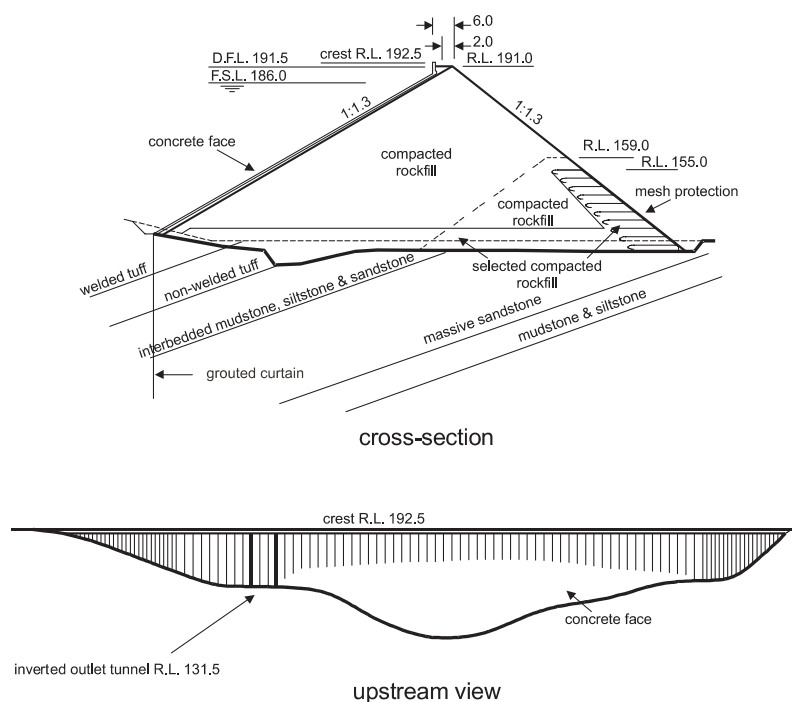 6.0
2.0
D.F.L. 191.5
crest R.L. 192.5
R.L. 191.0
F.S.L. 186.0
1:1.3
1:1.3
concrete face
compacted
rockfill
R.L. 159.0
R.L. 155.0
mesh protection
compacted
rockfill
selected compacted
rockfill
welded tuff
non-welded tuff
interbedded mudstone, siltstone & sandstone
massive sandstone
mudstone & siltstone
grouted curtain
cross-section
crest R.L. 192.5
concrete face
inverted outlet tunnel R.L. 131.5
upstream view